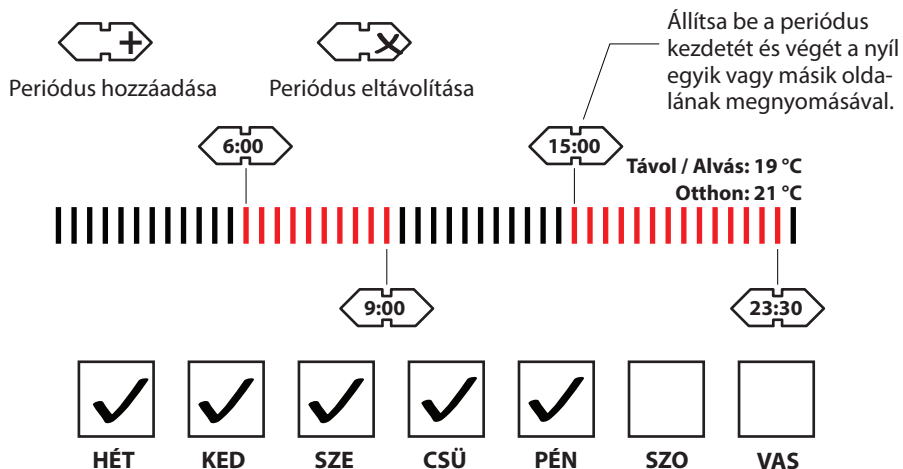 Periódus hozzáadása
Periódus eltávolítása
Állítsa be a periódus
kezdetét és végét a nyíl
egyik vagy másik olda-
lának megnyomásával.
6:00
15:00
Távol / Alvás: 19 °C
Otthon: 21 °C
9:00
23:30
HÉT KED SZE CSÜ PÉN SZO VAS